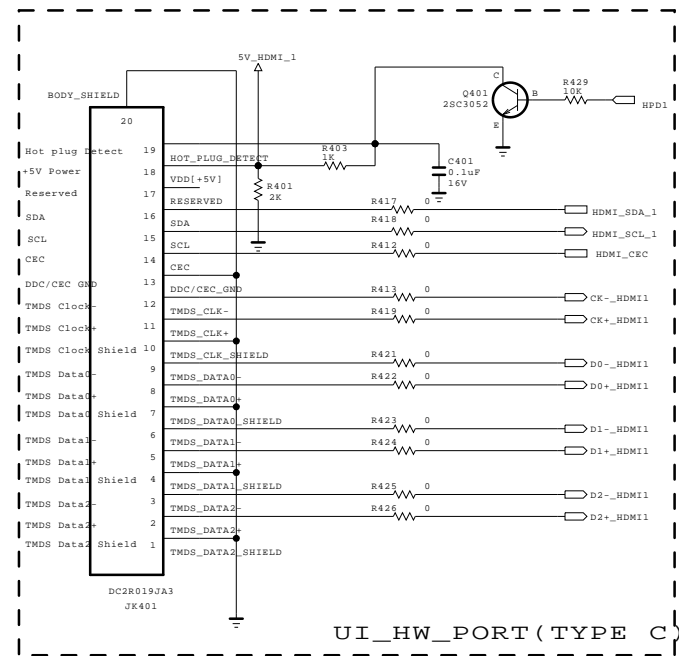 5V_HDMI_1
C
Q401
2SC3052
B
E
R429
10K
HPD1
BODY_SHIELD
20
Hot plug Detect
19
HOT_PLUG_DETECT
R403
1K
C401
0.1uF
16V
+5V Power
18
VDD[+5V]
R401
2K
Reserved
17
RESERVED
R417 0
HDMI_SDA_1
SDA
16
SDA
R418 0
HDMI_SCL_1
SCL
15
SCL
R412 0
HDMI_CEC
CEC
14
CEC
DDC/CEC GND
13
DDC/CEC_GND
R413 0
CK-_HDMI1
TMDS Clock-
12
TMDS_CLK-
R419 0
CK+_HDMI1
TMDS Clock+
11
TMDS_CLK+
TMDS Clock Shield
10
TMDS_CLK_SHIELD
R421 0
D0-_HDMI1
TMDS Data0-
9
TMDS_DATA0-
R422 0
D0+_HDMI1
TMDS Data0+
8
TMDS_DATA0+
TMDS Data0 Shield
7
TMDS_DATA0_SHIELD
R423 0
D1-_HDMI1
TMDS Data1-
6
TMDS_DATA1-
R424 0
D1+_HDMI1
TMDS Data1+
5
TMDS_DATA1+
TMDS Data1 Shield
4
TMDS_DATA1_SHIELD
R425 0
D2-_HDMI1
TMDS Data2-
3
TMDS_DATA2-
R426 0
D2+_HDMI1
TMDS Data2+
2
TMDS_DATA2+
TMDS Data2 Shield
1
TMDS_DATA2_SHIELD
DC2R019JA3
JK401
UI_HW_PORT(TYPE C)